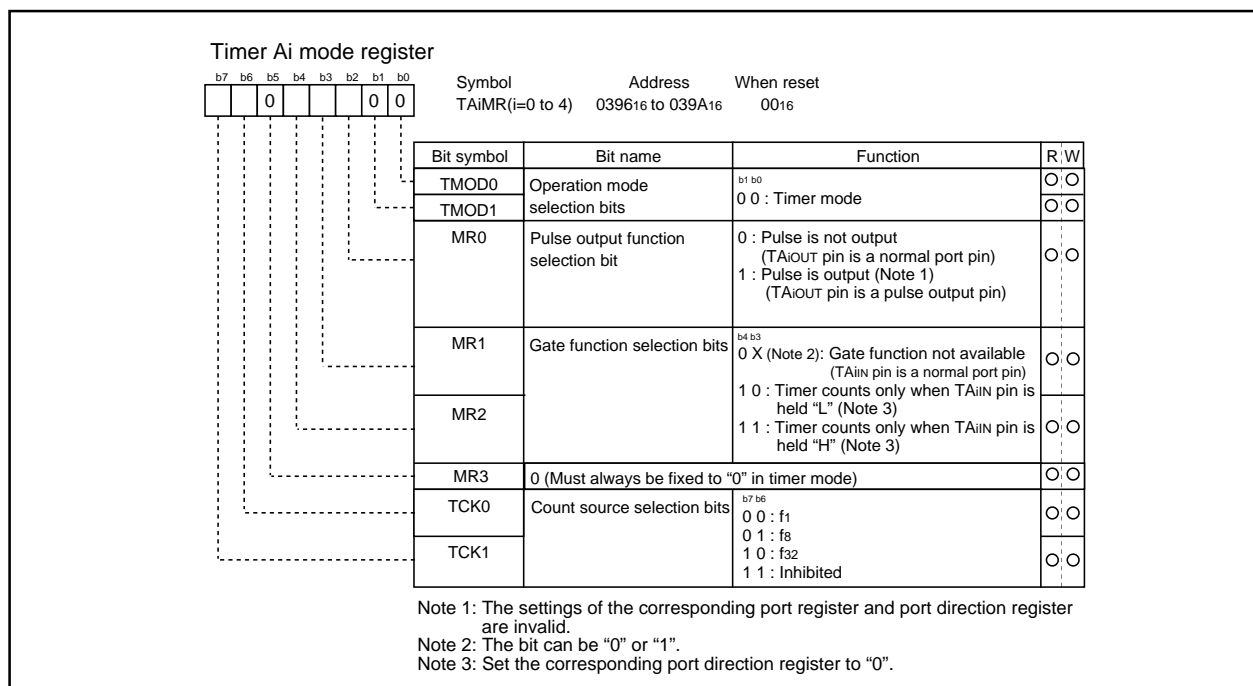 Timer Ai mode register
b7 b6 b5 b4 b3 b2 b1 b0
0 0 0
Symbol Address When reset
TAiMR(i=0 to 4) 039616 to 039A16 0016
Bit symbol Bit name Function R W
TMOD0 Operation mode selection bits b1 b0
TMOD1 0 0 : Timer mode
MR0 Pulse output function selection bit
0 : Pulse is not output
(TAiOUT pin is a normal port pin)
1 : Pulse is output (Note 1)
(TAiOUT pin is a pulse output pin)
MR1 Gate function selection bits b4 b3
0 X (Note 2): Gate function not available
(TAiIN pin is a normal port pin)
1 0 : Timer counts only when TAiIN pin is
held “L” (Note 3)
MR2
1 1 : Timer counts only when TAiIN pin is
held “H” (Note 3)
MR3 0 (Must always be fixed to “0” in timer mode)
TCK0 Count source selection bits b7 b6
0 0 : f1
0 1 : f8
TCK1
1 0 : f32
1 1 : Inhibited
Note 1: The settings of the corresponding port register and port direction register
are invalid.
Note 2: The bit can be “0” or “1”.
Note 3: Set the corresponding port direction register to “0”.